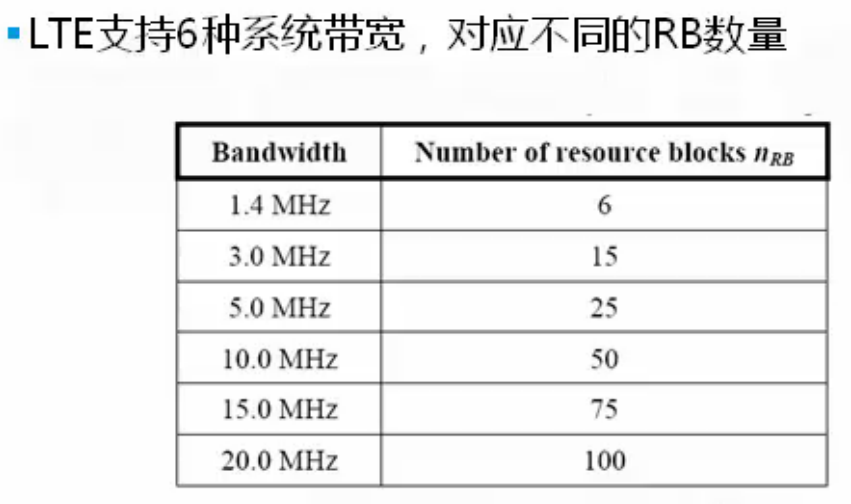 ▪LTE支持6种系统带宽，对应不同的RB数量
Bandwidth Number of resource blocks nRB
1.4 MHz 6
3.0 MHz 15
5.0 MHz 25
10.0 MHz 50
15.0 MHz 75
20.0 MHz 100